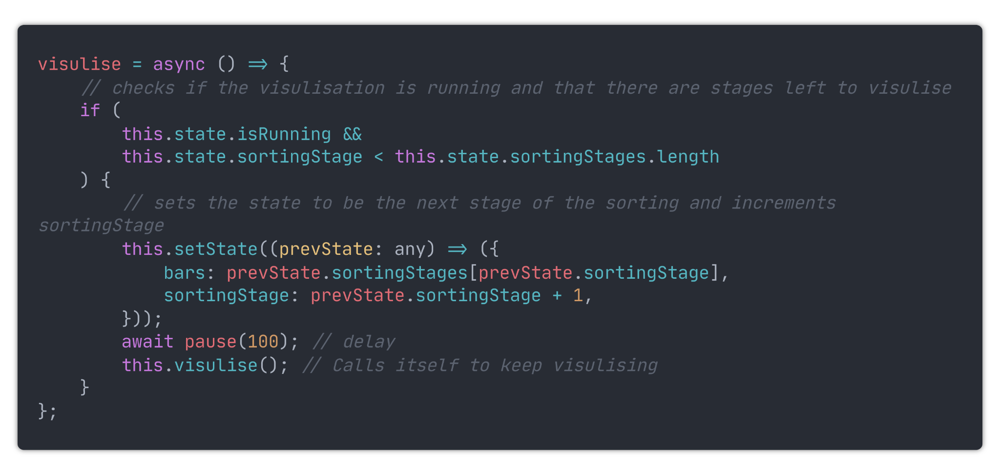 visulise = async () => {
    // checks if the visulisation is running and that there are stages left to visulise
    if (
        this.state.isRunning &&
        this.state.sortingStage < this.state.sortingStages.length
    ) {
        // sets the state to be the next stage of the sorting and increments
sortingStage
        this.setState((prevState: any) => ({
            bars: prevState.sortingStages[prevState.sortingStage],
            sortingStage: prevState.sortingStage + 1,
        }));
        await pause(100); // delay
        this.visulise(); // Calls itself to keep visulising
    }
};